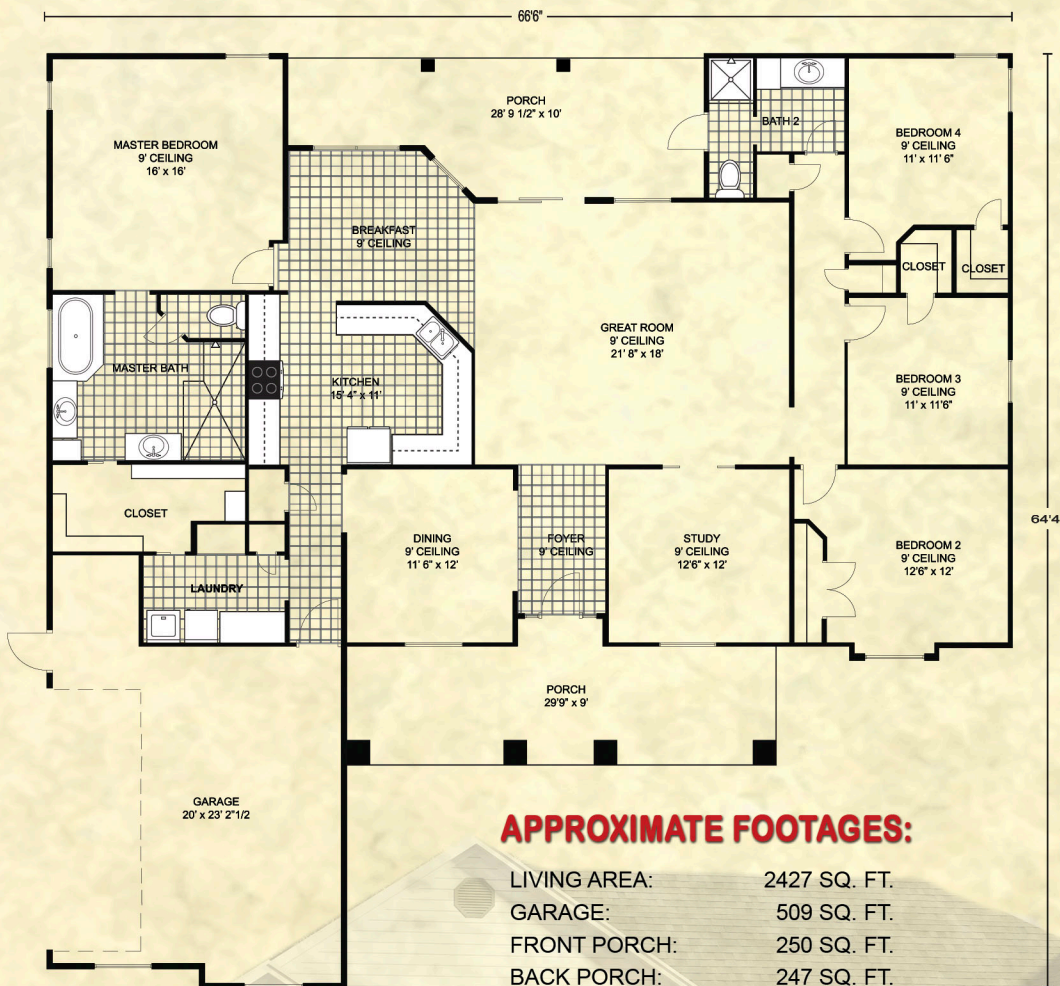 66'6"
PORCH
28' 9 1/2" x 10'
MASTER BEDROOM
9' CEILING
16' x 16'
BATH 2
BEDROOM 4
9' CEILING
11' x 11' 6"
BREAKFAST
9' CEILING
CLOSET
CLOSET
GREAT ROOM
9' CEILING
21' 8" x 18'
MASTER BATH
KITCHEN
15' 4" x 11'
BEDROOM 3
9' CEILING
11' x 11'6"
CLOSET
DINING
9' CEILING
11' 6" x 12'
FOYER
9' CEILING
STUDY
9' CEILING
12'6" x 12'
BEDROOM 2
9' CEILING
12'6" x 12'
64'4
LAUNDRY
PORCH
29'9" x 9'
GARAGE
20' x 23' 2"1/2
APPROXIMATE FOOTAGES:
LIVING AREA: 2427 SQ. FT.
GARAGE: 509 SQ. FT.
FRONT PORCH: 250 SQ. FT.
BACK PORCH: 247 SQ. FT.